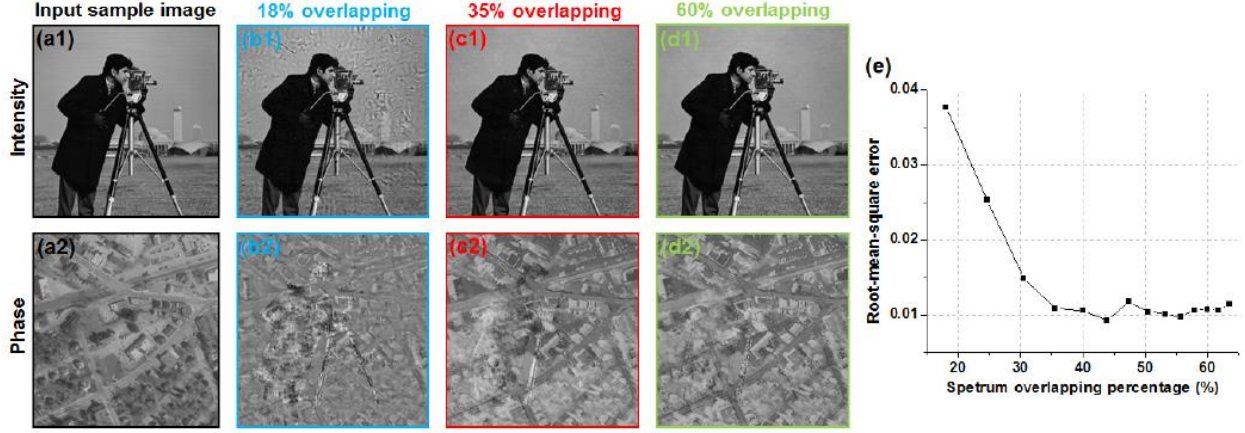 Input sample image
18% overlapping
35% overlapping
60% overlapping
Intensity
(a1)
(b1)
(c1)
(d1)
Phase
(a2)
(b2)
(c2)
(d2)
(e)
Root-mean-square error
0.04
0.03
0.02
0.01
20 30 40 50 60
Spetrum overlapping percentage (%)